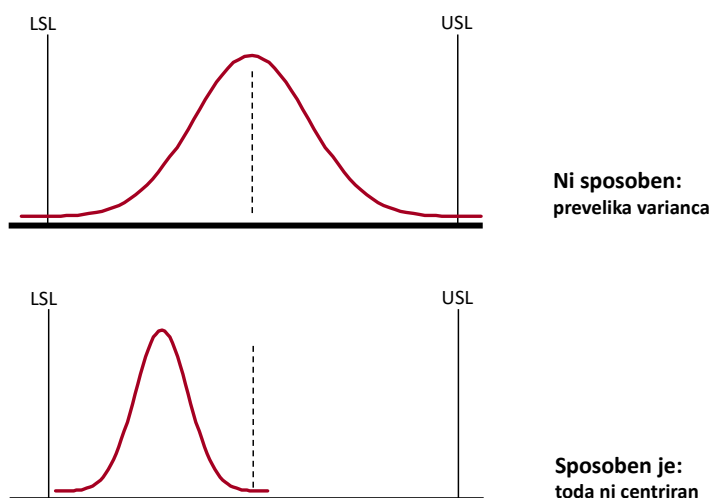 LSL
USL
Ni sposoben:
prevelika varianca
LSL
USL
Sposoben je:
toda ni centriran